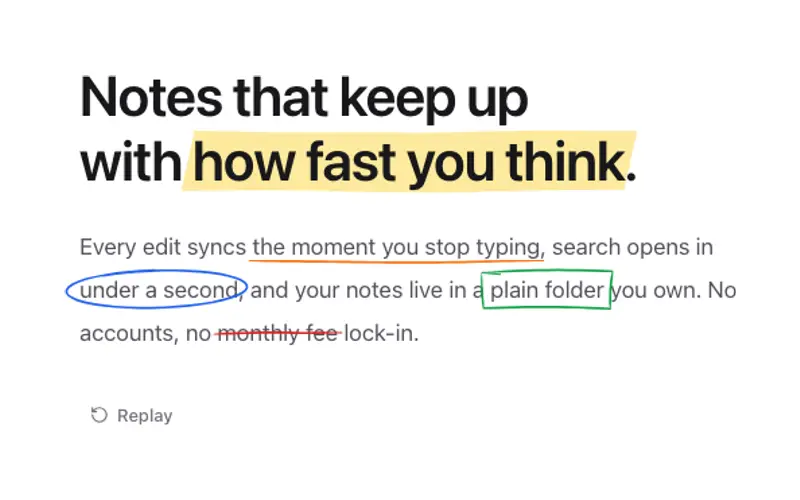 Notes that keep up
with how fast you think.
Every edit syncs the moment you stop typing, search opens in
under a second, and your notes live in a plain folder you own. No
accounts, no monthly fee lock-in.
Replay